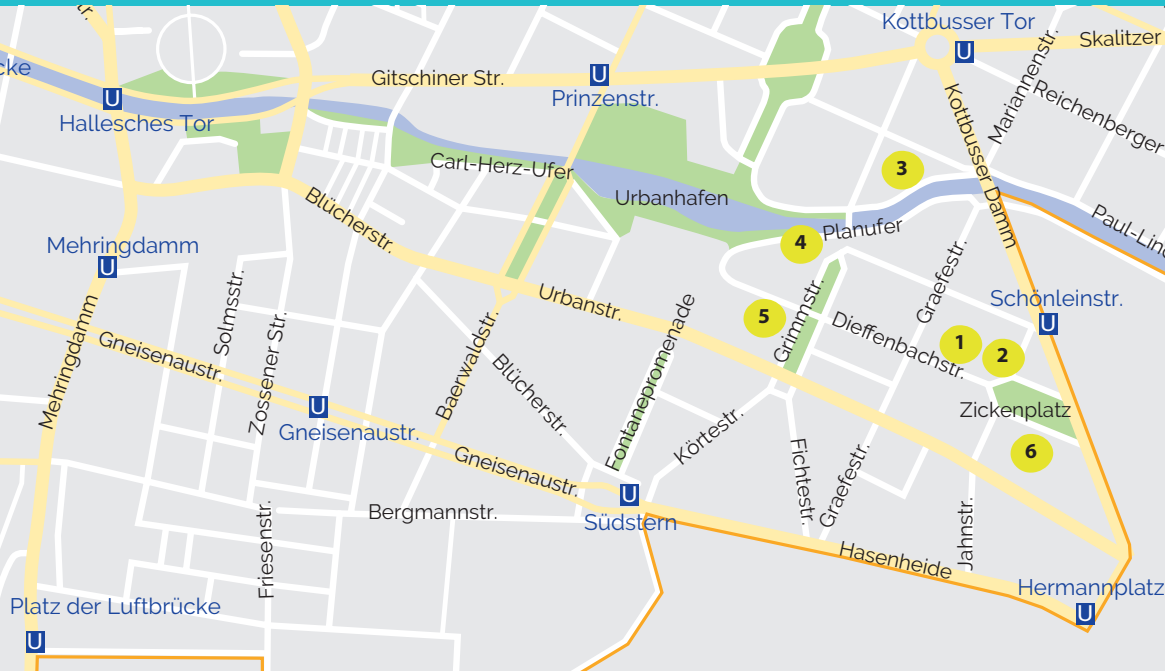 tr.
Kottbusser Tor
U
Skalitzer
cke
Gitschiner Str.
U
Prinzenstr.
U
Hallesches Tor
Mariannenstr.
Reichenberger
Kottbusser Damm
Carl-Herz-Ufer
3
Urbanhafen
Blücherstr.
Planufer
4
Paul-Lin
Mehringdamm
U
Graefestr.
Solmsstr.
Urbanstr.
Schönleinstr.
U
Fontanepromenade
5
Grimmstr.
Dieffenbachstr.
1
2
Gneisenaustr.
Zossener Str.
Mehringdamm
Baerwaldstr.
Blücherstr.
U
Gneisenaustr.
Zickenplatz
Körtestr.
6
Gneisenaustr.
Fichtestr.
Graefestr.
U
Südstern
Bergmannstr.
Friesenstr.
Jahnstr.
Hasenheide
Hermannplatz
U
Platz der Luftbrücke
U